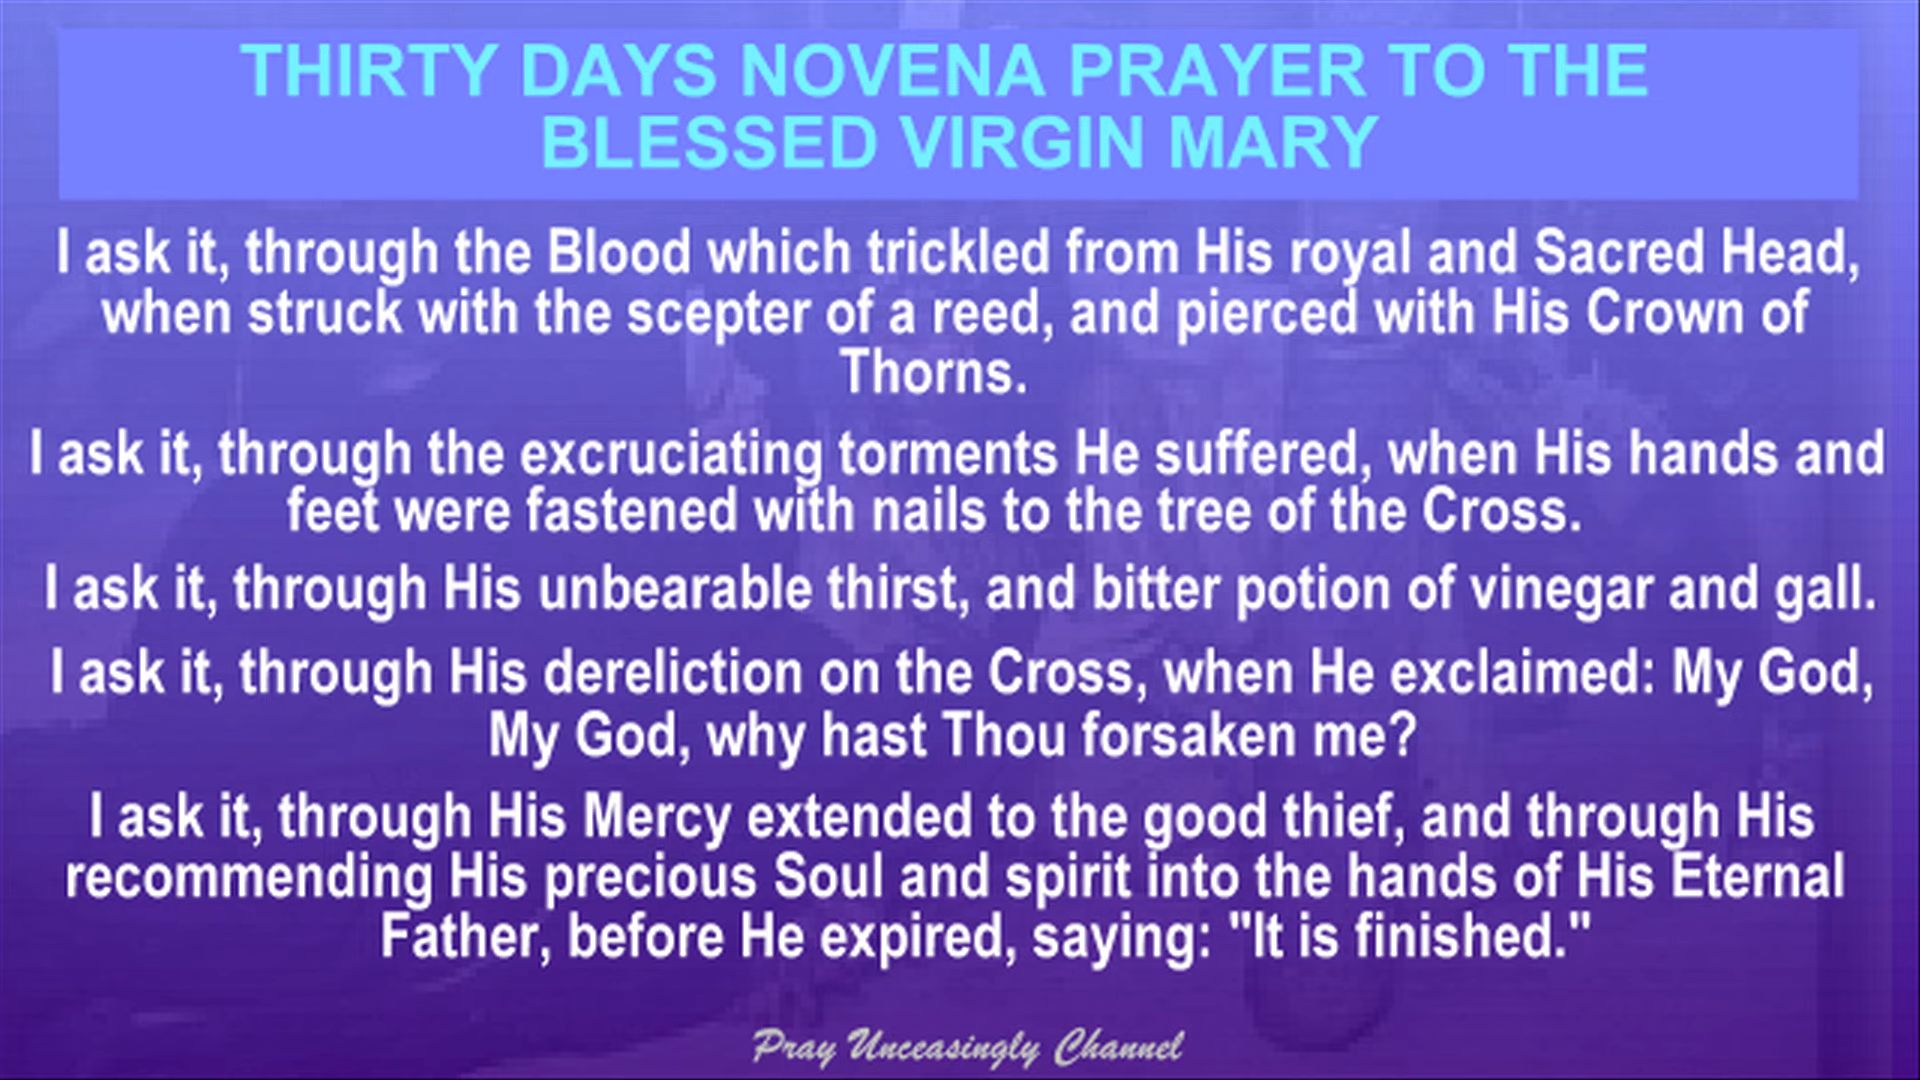 THIRTY DAYS NOVENA PRAYER TO THE
BLESSED VIRGIN MARY
I ask it, through the Blood which trickled from His royal and Sacred Head,
when struck with the scepter of a reed, and pierced with His Crown of
Thorns.
I ask it, through the excruciating torments He suffered, when His hands and
feet were fastened with nails to the tree of the Cross.
I ask it, through His unbearable thirst, and bitter potion of vinegar and gall.
I ask it, through His dereliction on the Cross, when He exclaimed: My God,
My God, why hast Thou forsaken me?
I ask it, through His Mercy extended to the good thief, and through His
recommending His precious Soul and spirit into the hands of His Eternal
Father, before He expired, saying: "It is finished."
Pray Unceasingly Channel